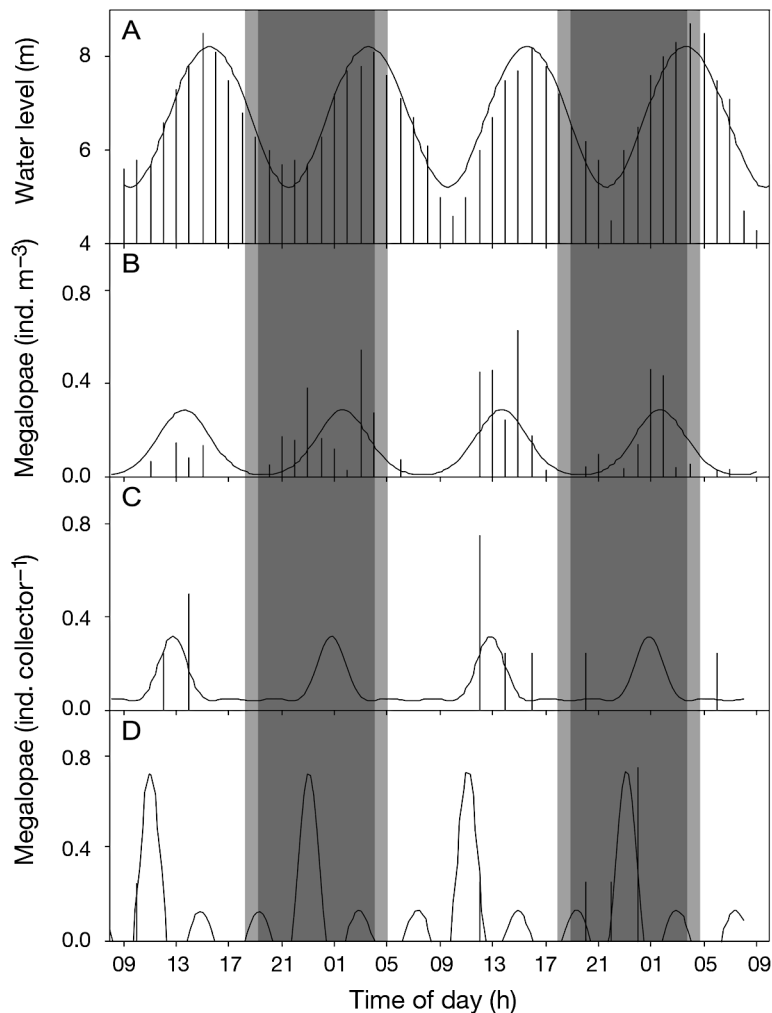 A
Water level (m)
8
6
4
B
Megalopae (ind. m⁻³)
0.8
0.4
0.0
C
Megalopae (ind. collector⁻¹)
0.8
0.4
0.0
D
0.8
0.4
0.0
09 13 17 21 01 05 09 13 17 21 01 05 09
Time of day (h)